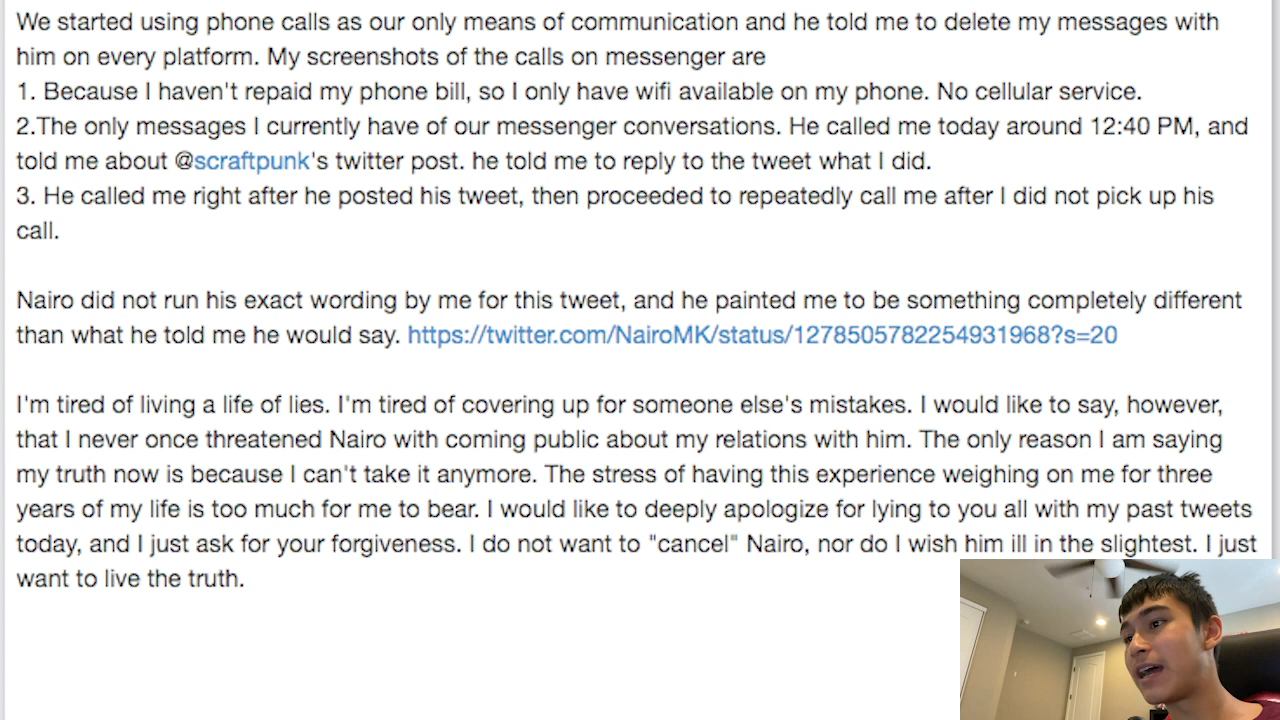 We started using phone calls as our only means of communication and he told me to delete my messages with
him on every platform. My screenshots of the calls on messenger are
1. Because I haven't repaid my phone bill, so I only have wifi available on my phone. No cellular service.
2.The only messages I currently have of our messenger conversations. He called me today around 12:40 PM, and
told me about @scraftpunk's twitter post. he told me to reply to the tweet what I did.
3. He called me right after he posted his tweet, then proceeded to repeatedly call me after I did not pick up his
call.
Nairo did not run his exact wording by me for this tweet, and he painted me to be something completely different
than what he told me he would say. https://twitter.com/NairoMK/status/1278505782254931968?s=20
I'm tired of living a life of lies. I'm tired of covering up for someone else's mistakes. I would like to say, however,
that I never once threatened Nairo with coming public about my relations with him. The only reason I am saying
my truth now is because I can't take it anymore. The stress of having this experience weighing on me for three
years of my life is too much for me to bear. I would like to deeply apologize for lying to you all with my past tweets
today, and I just ask for your forgiveness. I do not want to "cancel" Nairo, nor do I wish him ill in the slightest. I just
want to live the truth.